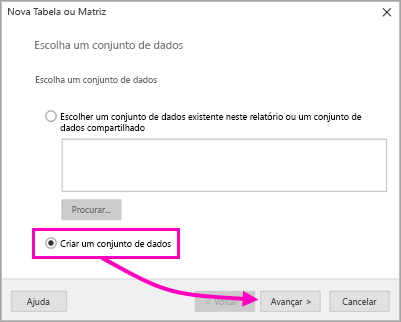 Nova Tabela ou Matriz
Escolha um conjunto de dados
Escolha um conjunto de dados
Escolher um conjunto de dados existente neste relatório ou um conjunto de
dados compartilhado
Procurar...
Criar um conjunto de dados
Ajuda
< Voltar
Avançar >
Cancelar